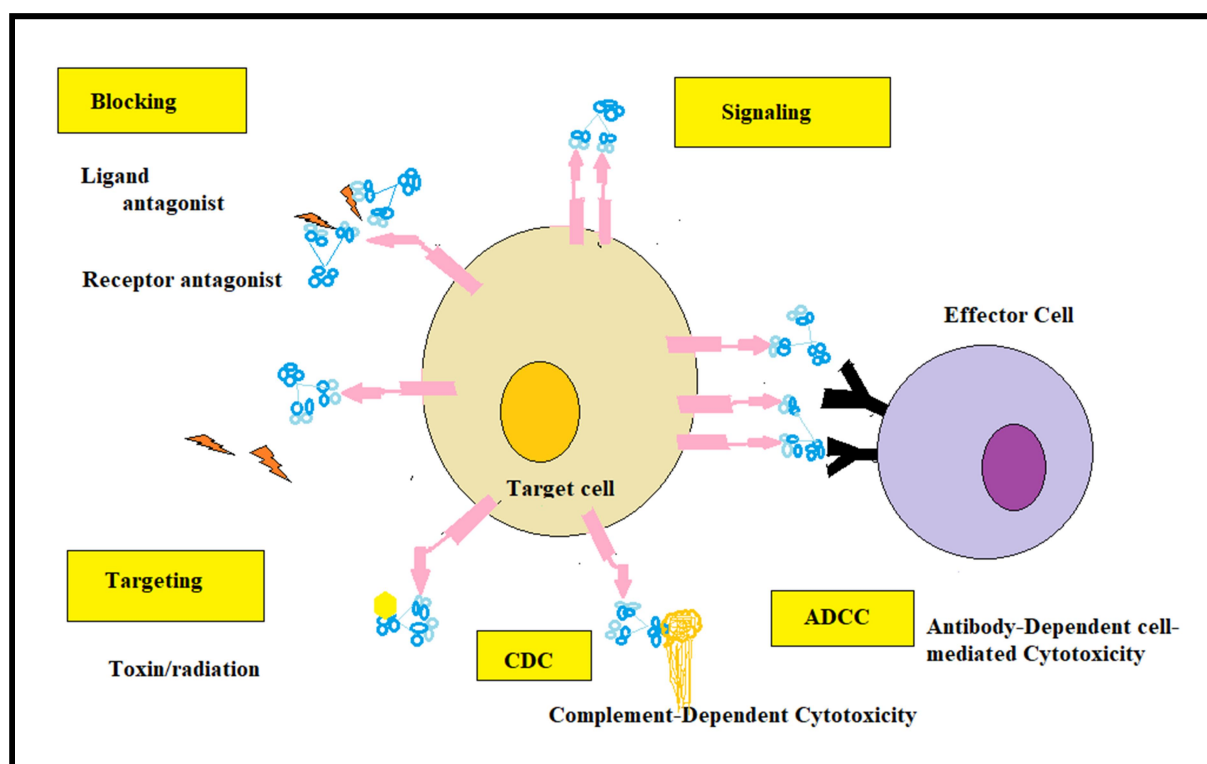 Blocking
Signaling
Ligand
antagonist
Receptor antagonist
Effector Cell
Target cell
Targeting
ADCC
Antibody-Dependent cell-
mediated Cytotoxicity
CDC
Toxin/radiation
Complement-Dependent Cytotoxicity